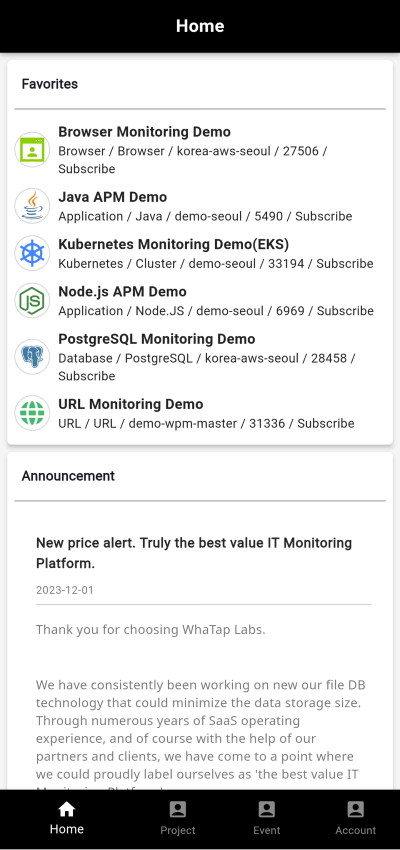 Home
Favorites
Browser Monitoring Demo
Browser / Browser / korea-aws-seoul / 27506 /
Subscribe
Java APM Demo
Application / Java / demo-seoul / 5490 / Subscribe
Kubernetes Monitoring Demo(EKS)
Kubernetes / Cluster / demo-seoul / 33194 / Subscribe
Node.js APM Demo
Application / Node.JS / demo-seoul / 6969 / Subscribe
PostgreSQL Monitoring Demo
Database / PostgreSQL / korea-aws-seoul / 28458 /
Subscribe
URL Monitoring Demo
URL / URL / demo-wpm-master / 31336 / Subscribe
Announcement
New price alert. Truly the best value IT Monitoring
Platform.
2023-12-01
Thank you for choosing WhaTap Labs.
We have consistently been working on new our file DB
technology that could minimize the data storage size.
Through numerous years of SaaS operating
experience, and of course with the help of our
partners and clients, we have come to a point where
we could proudly label ourselves as 'the best value IT
Home
Project
Event
Account